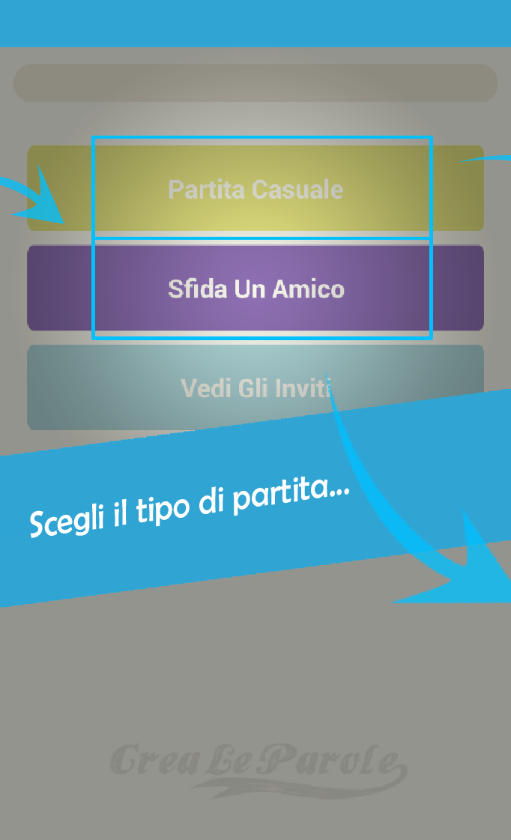 Partita Casuale
Sfida Un Amico
Vedi Gli Inviti
Scegli il tipo di partita...
Crea Le Parole